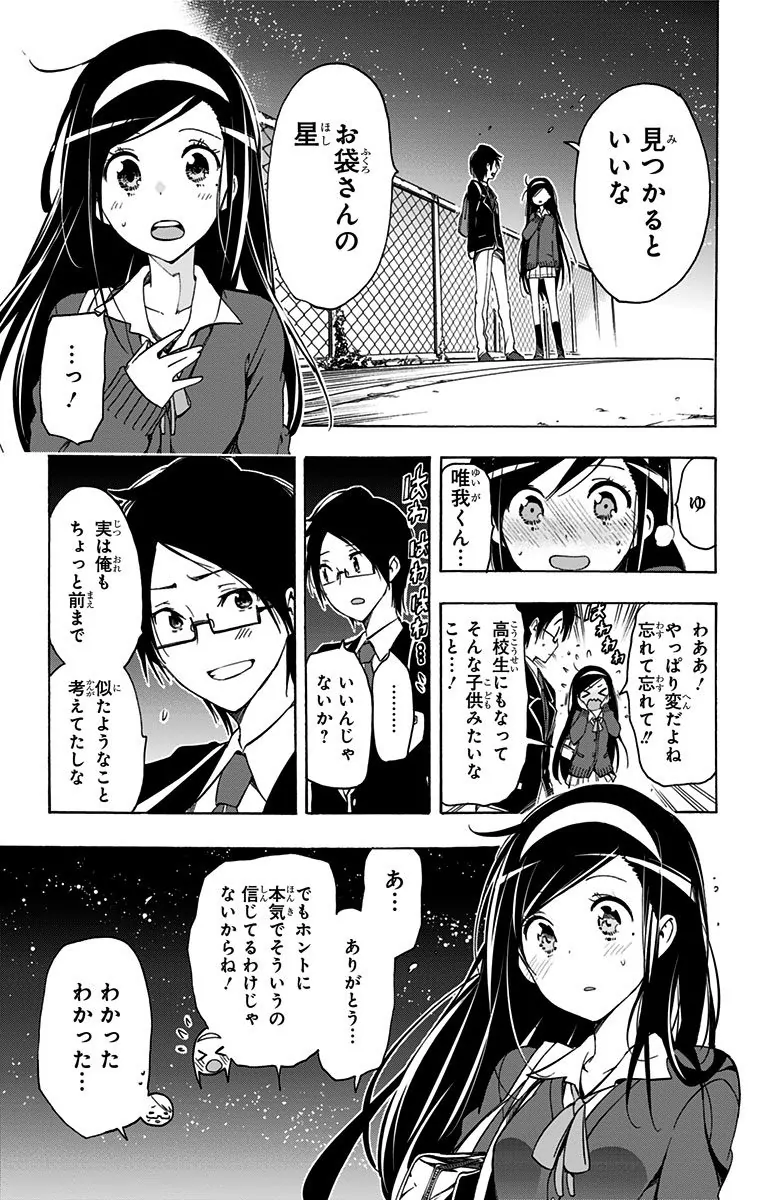 見つかると
いいな
お袋さんの
星
…っ!
ゆ
唯我くん…
わああ!
やっぱり変だよね
忘れて忘れて!!
高校生にもなって
そんな子供みたいな
こと…!
はわわわ
はわわはわわ…
………
いいんじゃ
ないか?
実は俺も
ちょっと前まで
似たようなこと
考えてたしな
あ…
ありがとう…
でもホントに
本気でそういうの
信じてるわけじゃ
ないからね!
わかった
わかった…